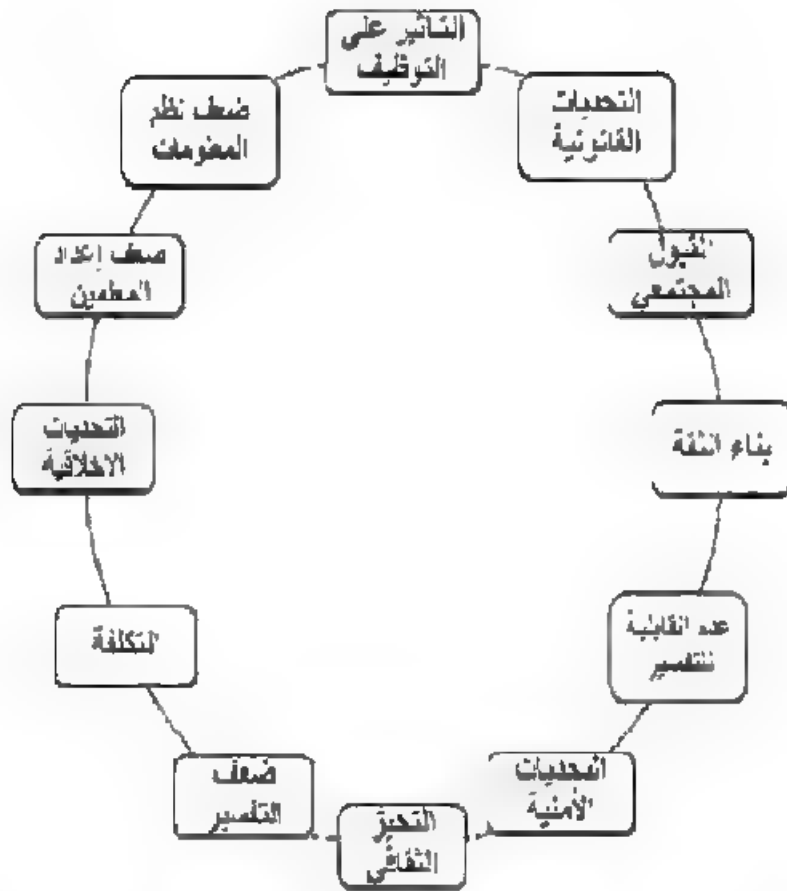 التأثير على
التوظيف
التحديات
القانونية
القبول
المجتمعي
بناء الثقة
عدم القابلية
للتفسير
التحديات
الأمنية
التحيز
الثقافي
ضعف
التفسير
التكلفة
التحديات
الاخلاقية
ضعف إعداد
المعلمين
ضعف نظم
المعلومات